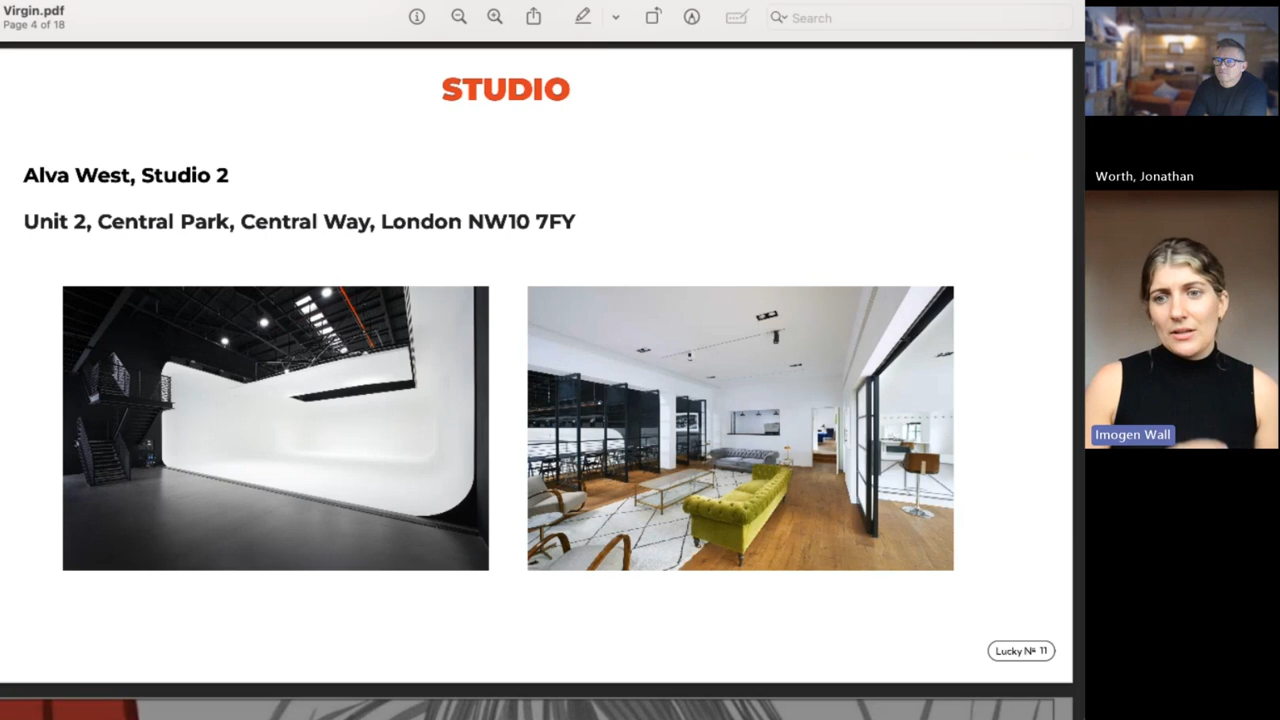 Virgin.pdf
Page 4 of 18
Search
STUDIO
Alva West, Studio 2
Unit 2, Central Park, Central Way, London NW10 7FY
Lucky Nº 11
Worth, Jonathan
Imogen Wall